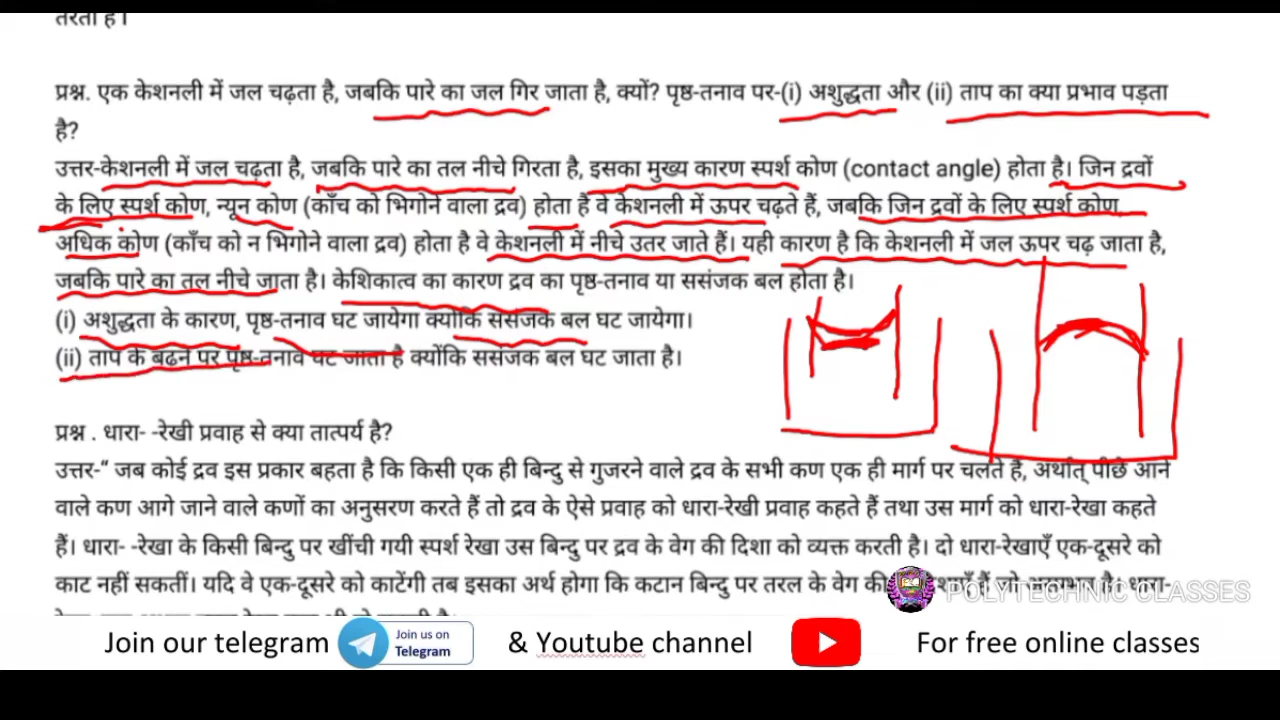 तैरता है।
प्रश्न. एक केशनली में जल चढ़ता है, जबकि पारे का जल गिर जाता है, क्यों? पृष्ठ-तनाव पर-(i) अशुद्धता और (ii) ताप का क्या प्रभाव पड़ता
है?
उत्तर-केशनली में जल चढ़ता है, जबकि पारे का तल नीचे गिरता है, इसका मुख्य कारण स्पर्श कोण (contact angle) होता है। जिन द्रवों
के लिए स्पर्श कोण, न्यून कोण (काँच को भिगोने वाला द्रव) होता है वे केशनली में ऊपर चढ़ते हैं, जबकि जिन द्रवों के लिए स्पर्श कोण
अधिक कोण (काँच को न भिगोने वाला द्रव) होता है वे केशनली में नीचे उतर जाते हैं। यही कारण है कि केशनली में जल ऊपर चढ़ जाता है,
जबकि पारे का तल नीचे जाता है। केशिकात्व का कारण द्रव का पृष्ठ-तनाव या ससंजक बल होता है।
(i) अशुद्धता के कारण, पृष्ठ-तनाव घट जायेगा क्योंकि ससंजक बल घट जायेगा।
(ii) ताप के बढ़ने पर पृष्ठ-तनाव घट जाता है क्योंकि ससंजक बल घट जाता है।
प्रश्न . धारा- -रेखी प्रवाह से क्या तात्पर्य है?
उत्तर-“ जब कोई द्रव इस प्रकार बहता है कि किसी एक ही बिन्दु से गुजरने वाले द्रव के सभी कण एक ही मार्ग पर चलते है, अर्थात् पीछे आने
वाले कण आगे जाने वाले कणों का अनुसरण करते हैं तो द्रव के ऐसे प्रवाह को धारा-रेखी प्रवाह कहते हैं तथा उस मार्ग को धारा-रेखा कहते
हैं। धारा- -रेखा के किसी बिन्दु पर खींची गयी स्पर्श रेखा उस बिन्दु पर द्रव के वेग की दिशा को व्यक्त करती है। दो धारा-रेखाएँ एक-दूसरे को
काट नहीं सकतीं। यदि वे एक-दूसरे को काटेंगी तब इसका अर्थ होगा कि कटान बिन्दु पर तरल के वेग की है। धारा-
POLYTECHNIC CLASSES
Join our telegram Join us on Telegram & Youtube channel For free online classes